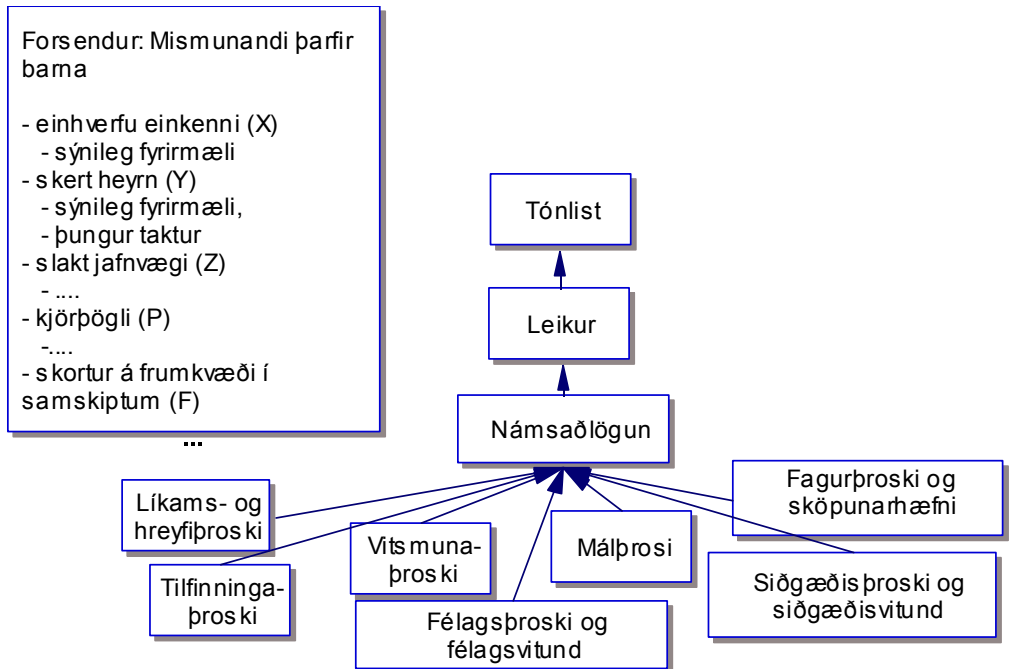 Forsendur: Mismunandi þarfir
barna
- einhverfu einkenni (X)
- sýnileg fyrirmæli
- skert heyrn (Y)
- sýnileg fyrirmæli,
- þungur taktur
- slakt jafnvægi (Z)
- ....
- kjörþögli (P)
-....
- skortur á frumkvæði í
samskiptum (F)
...
Tónlist
Leikur
Námsaðlögun
Líkams- og
hreyfiþroski
Tilfinninga-
þroski
Vitsmuna-
þroski
Félagsþroski og
félagsvitund
Málþrosi
Fagurþroski og
sköpunarhæfni
Siðgæðisþroski og
siðgæðisvitund